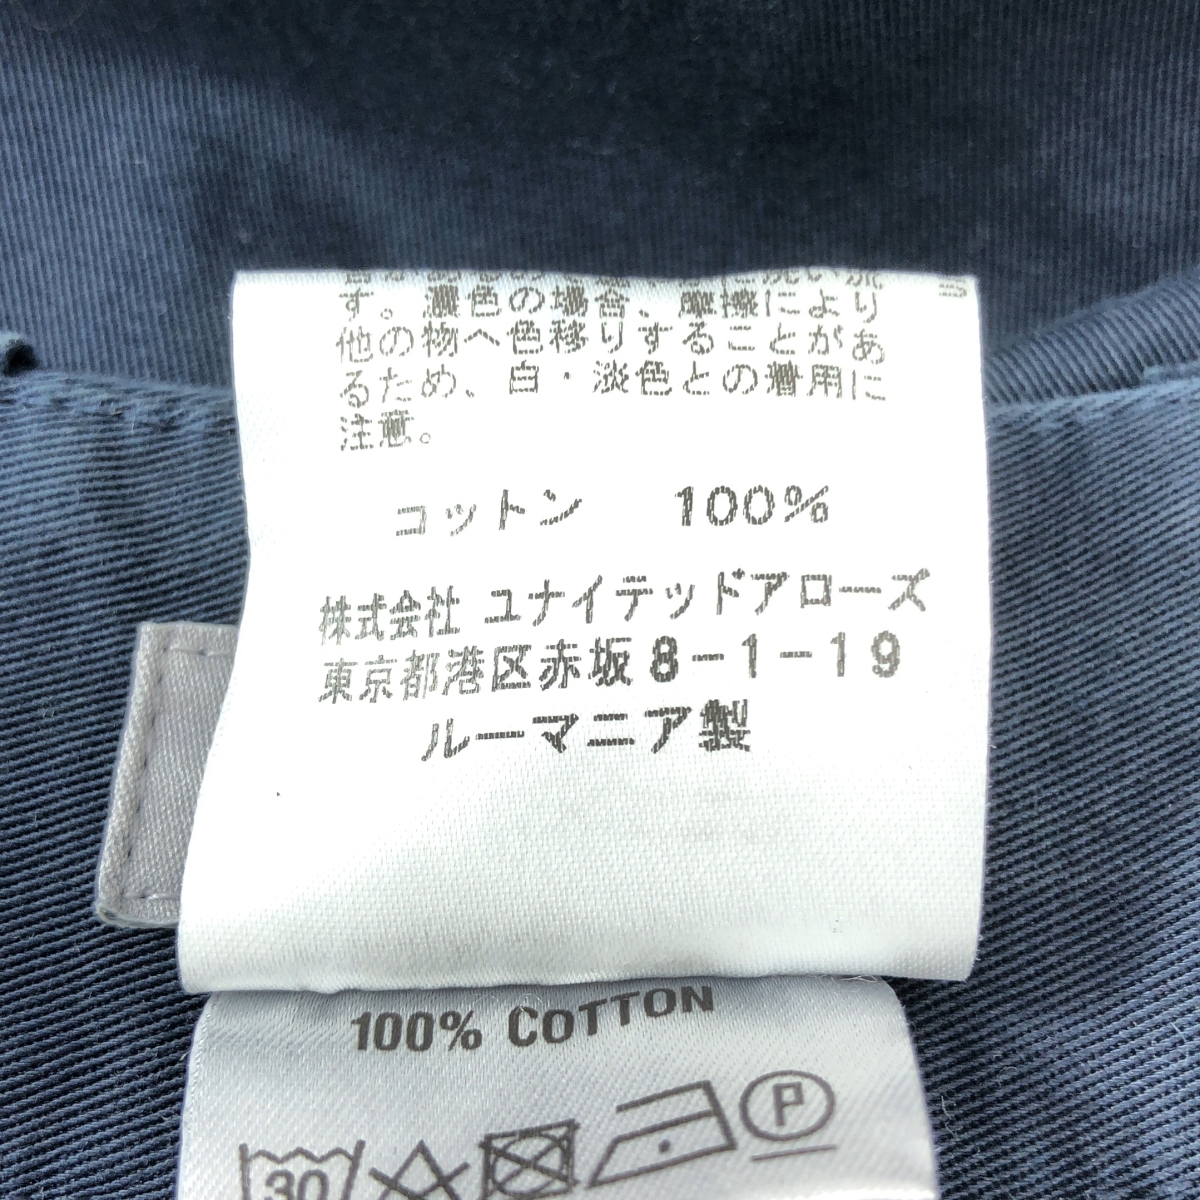 す。濃色の場合、摩擦により
他の物へ色移りすることがあ
るため、白・淡色との着用に
注意。
コットン 100%
株式会社 ユナイテッドアローズ
東京都港区赤坂8-1-19
ルーマニア製
100% COTTON
30 P